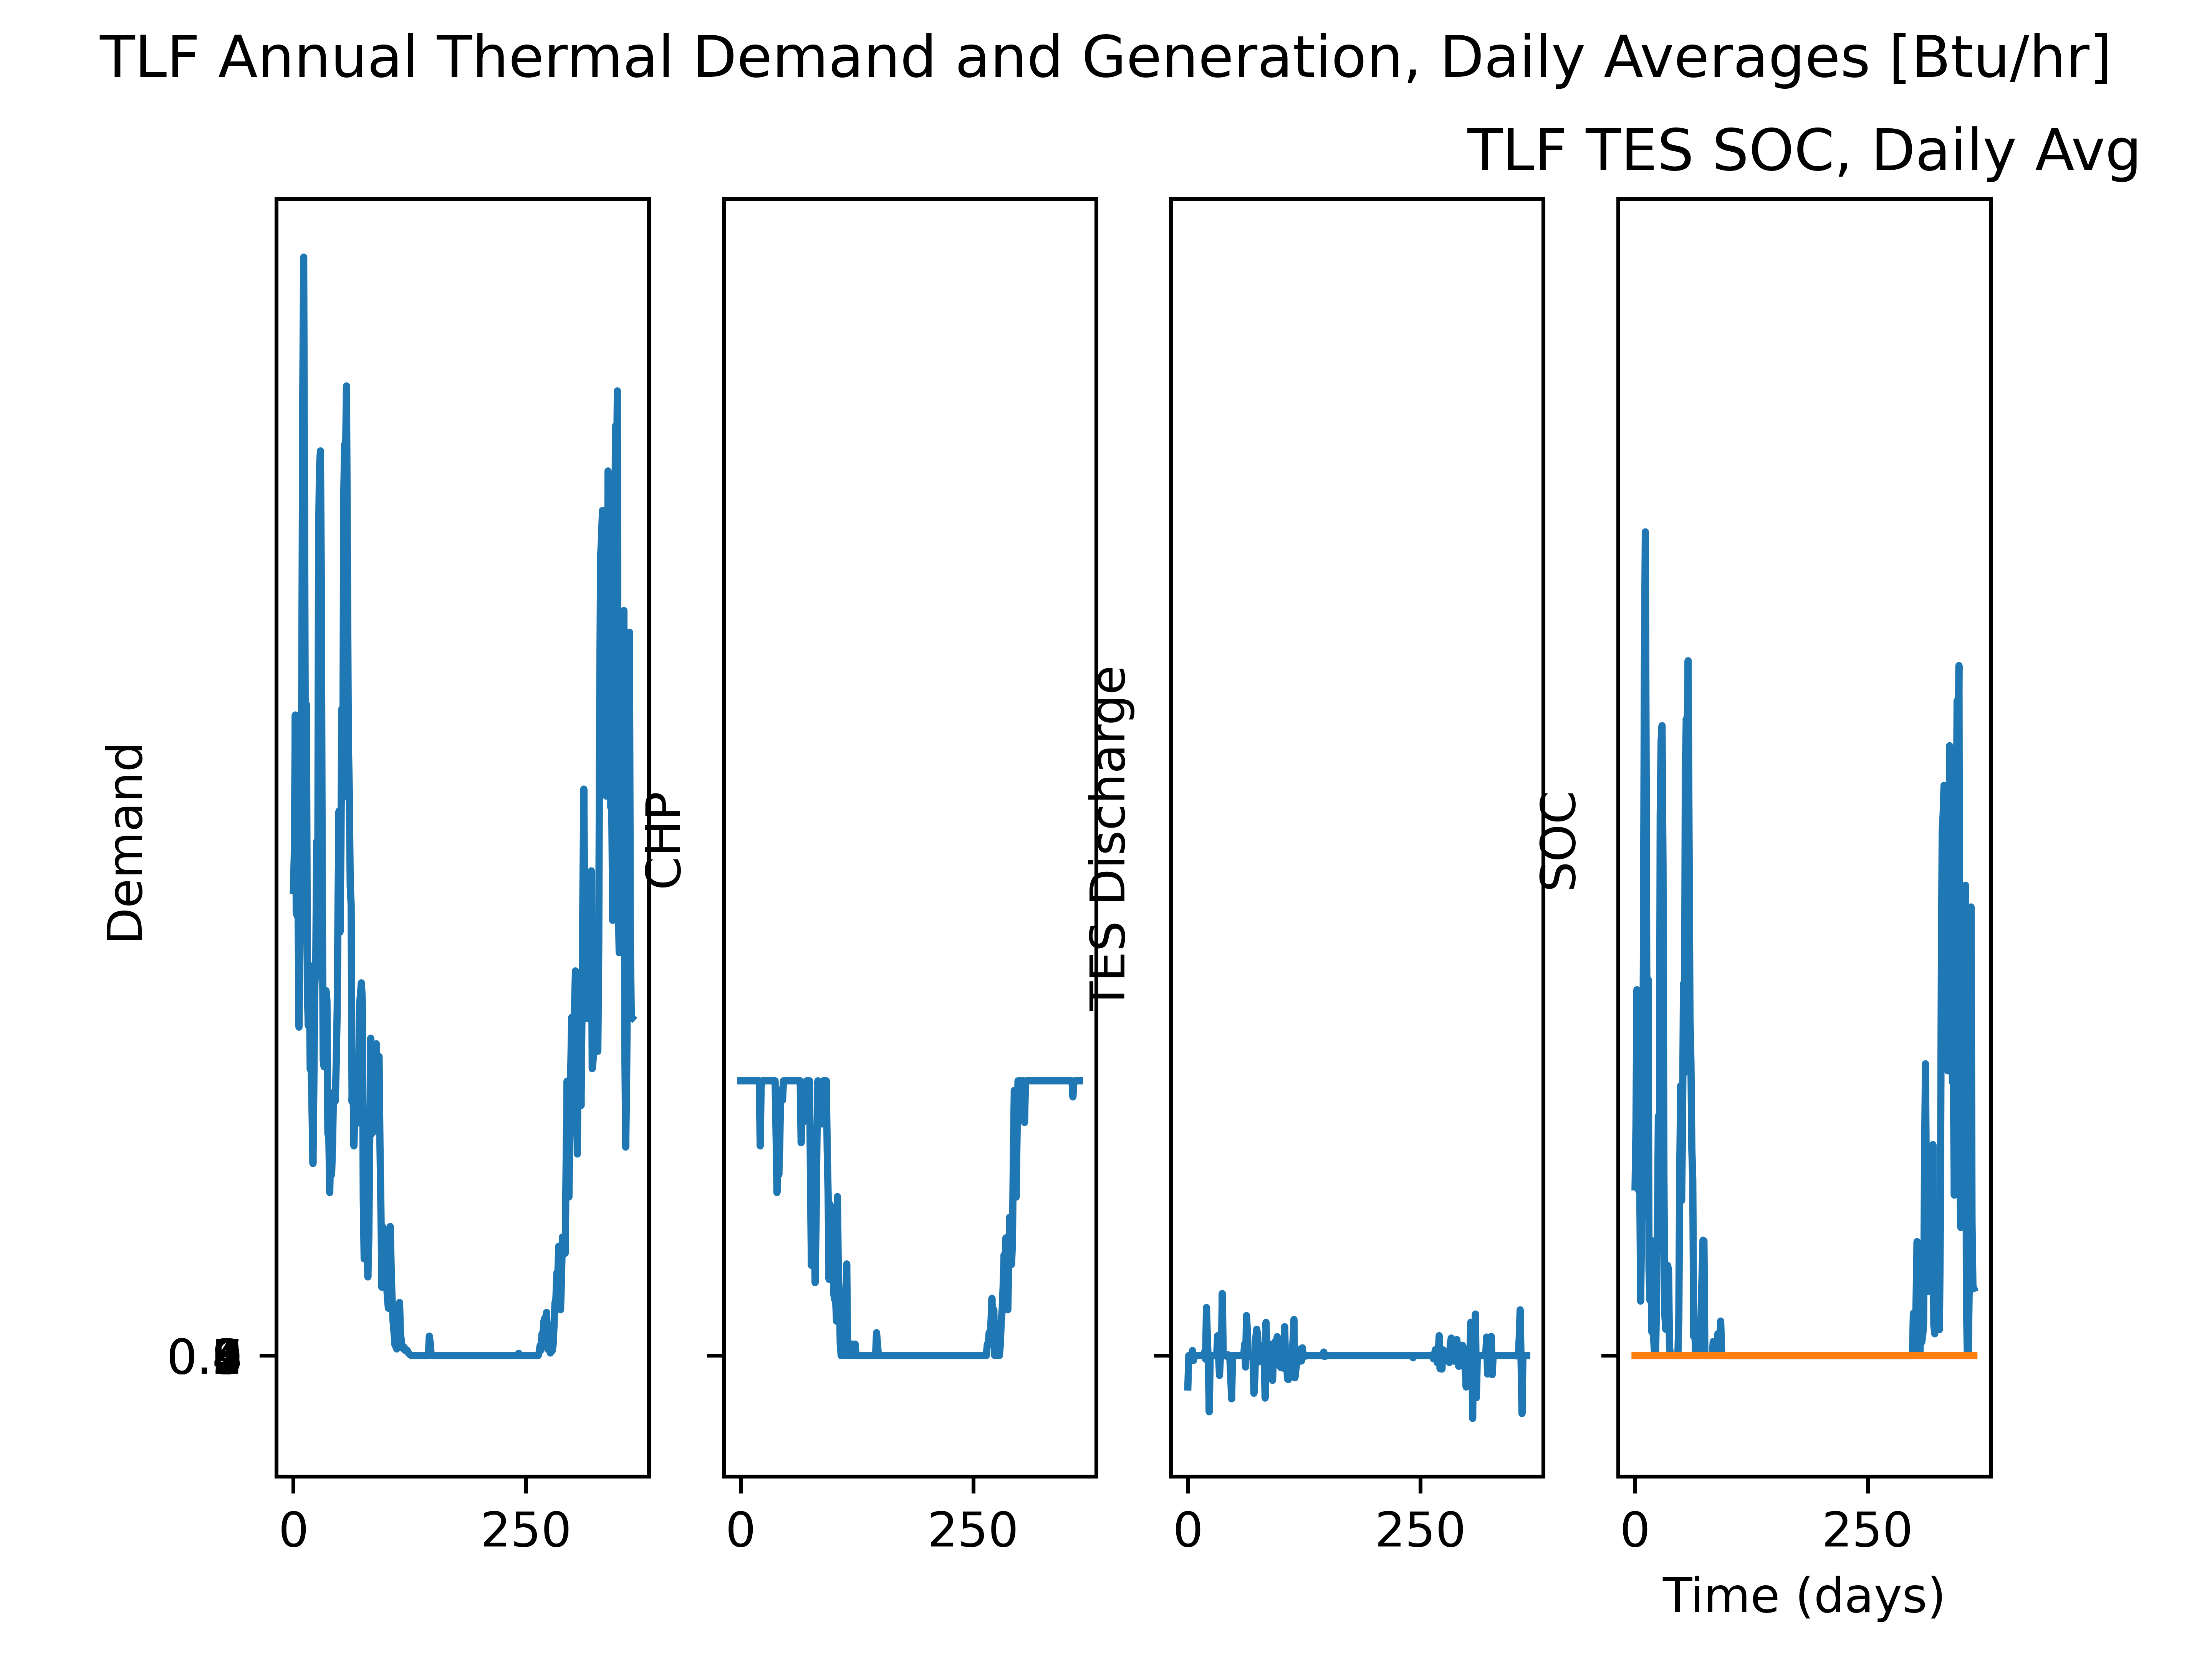 TLF Annual Thermal Demand and Generation, Daily Averages [Btu/hr]
TLF TES SOC, Daily Avg
Demand
CHP
TES Discharge
SOC
0 250 0 250 0 250 0 250
Time (days)